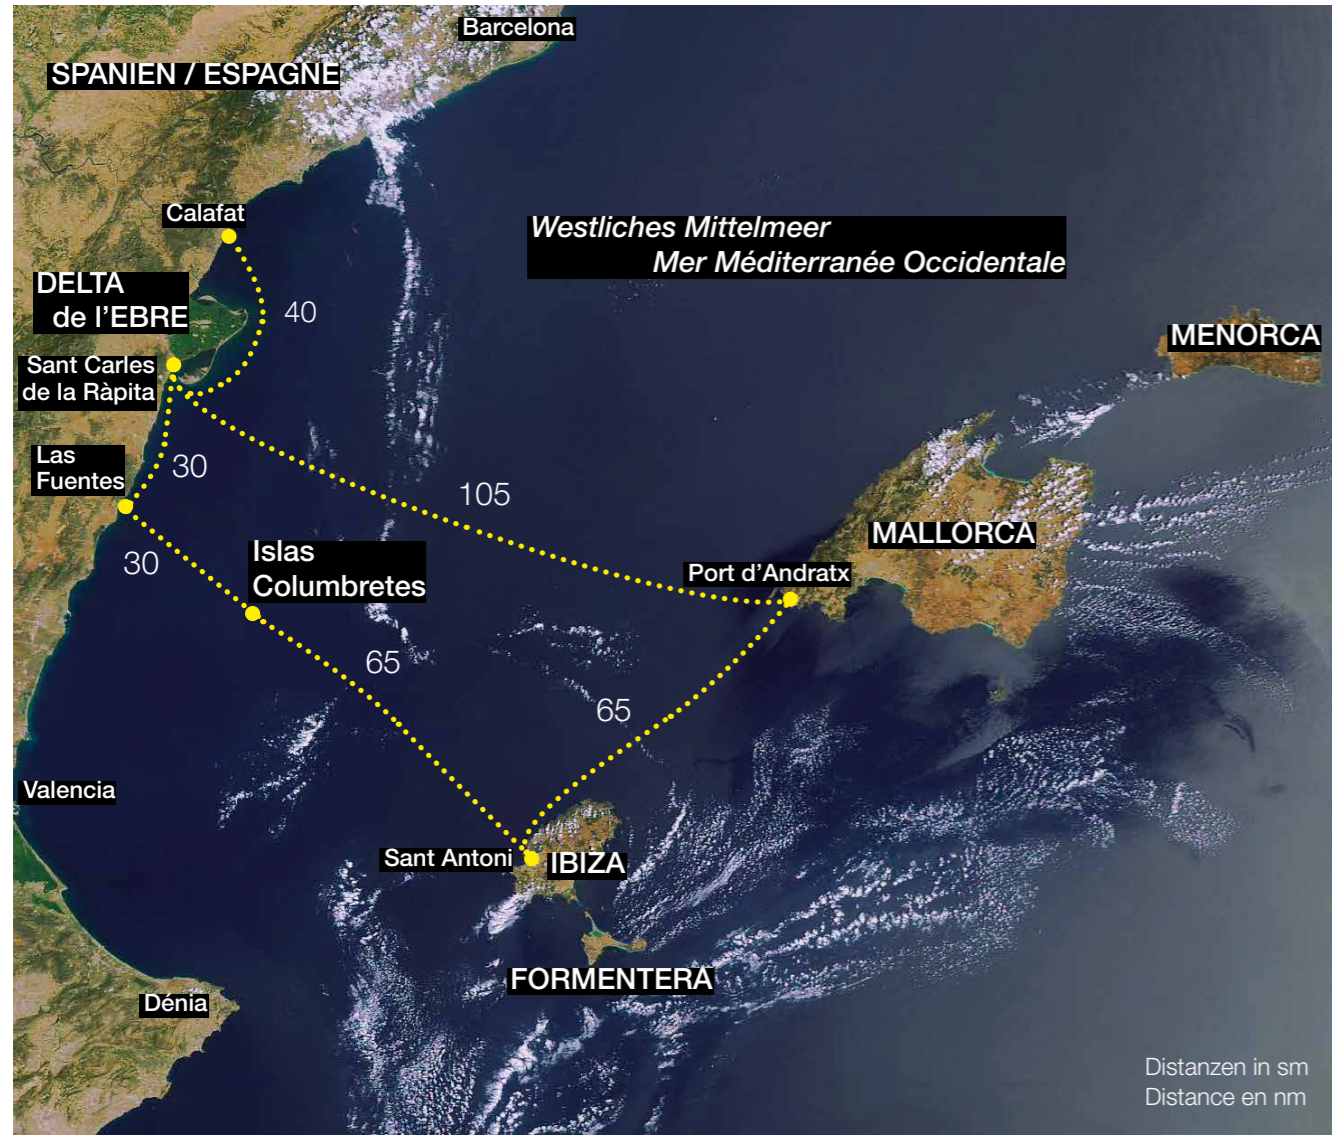 Barcelona
SPANIEN / ESPAGNE
Calafat
Westliches Mittelmeer
Mer Méditerranée Occidentale
DELTA
de l'EBRE
40
MENORCA
Sant Carles
de la Ràpita
Las
Fuentes
30
105
MALLORCA
30
Islas
Columbretes
Port d'Andratx
65
65
Valencia
Sant Antoni
IBIZA
FORMENTERA
Dénia
Distanzen in sm
Distance en nm